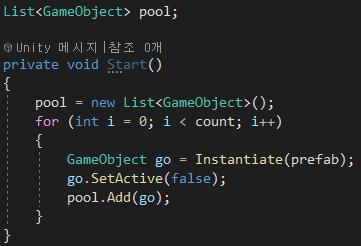 List<GameObject> pool;
Unity 메시지|참조 0개
private void Start()
{
    pool = new List<GameObject>();
    for (int i = 0; i < count; i++)
    {
        GameObject go = Instantiate(prefab);
        go.SetActive(false);
        pool.Add(go);
    }
}